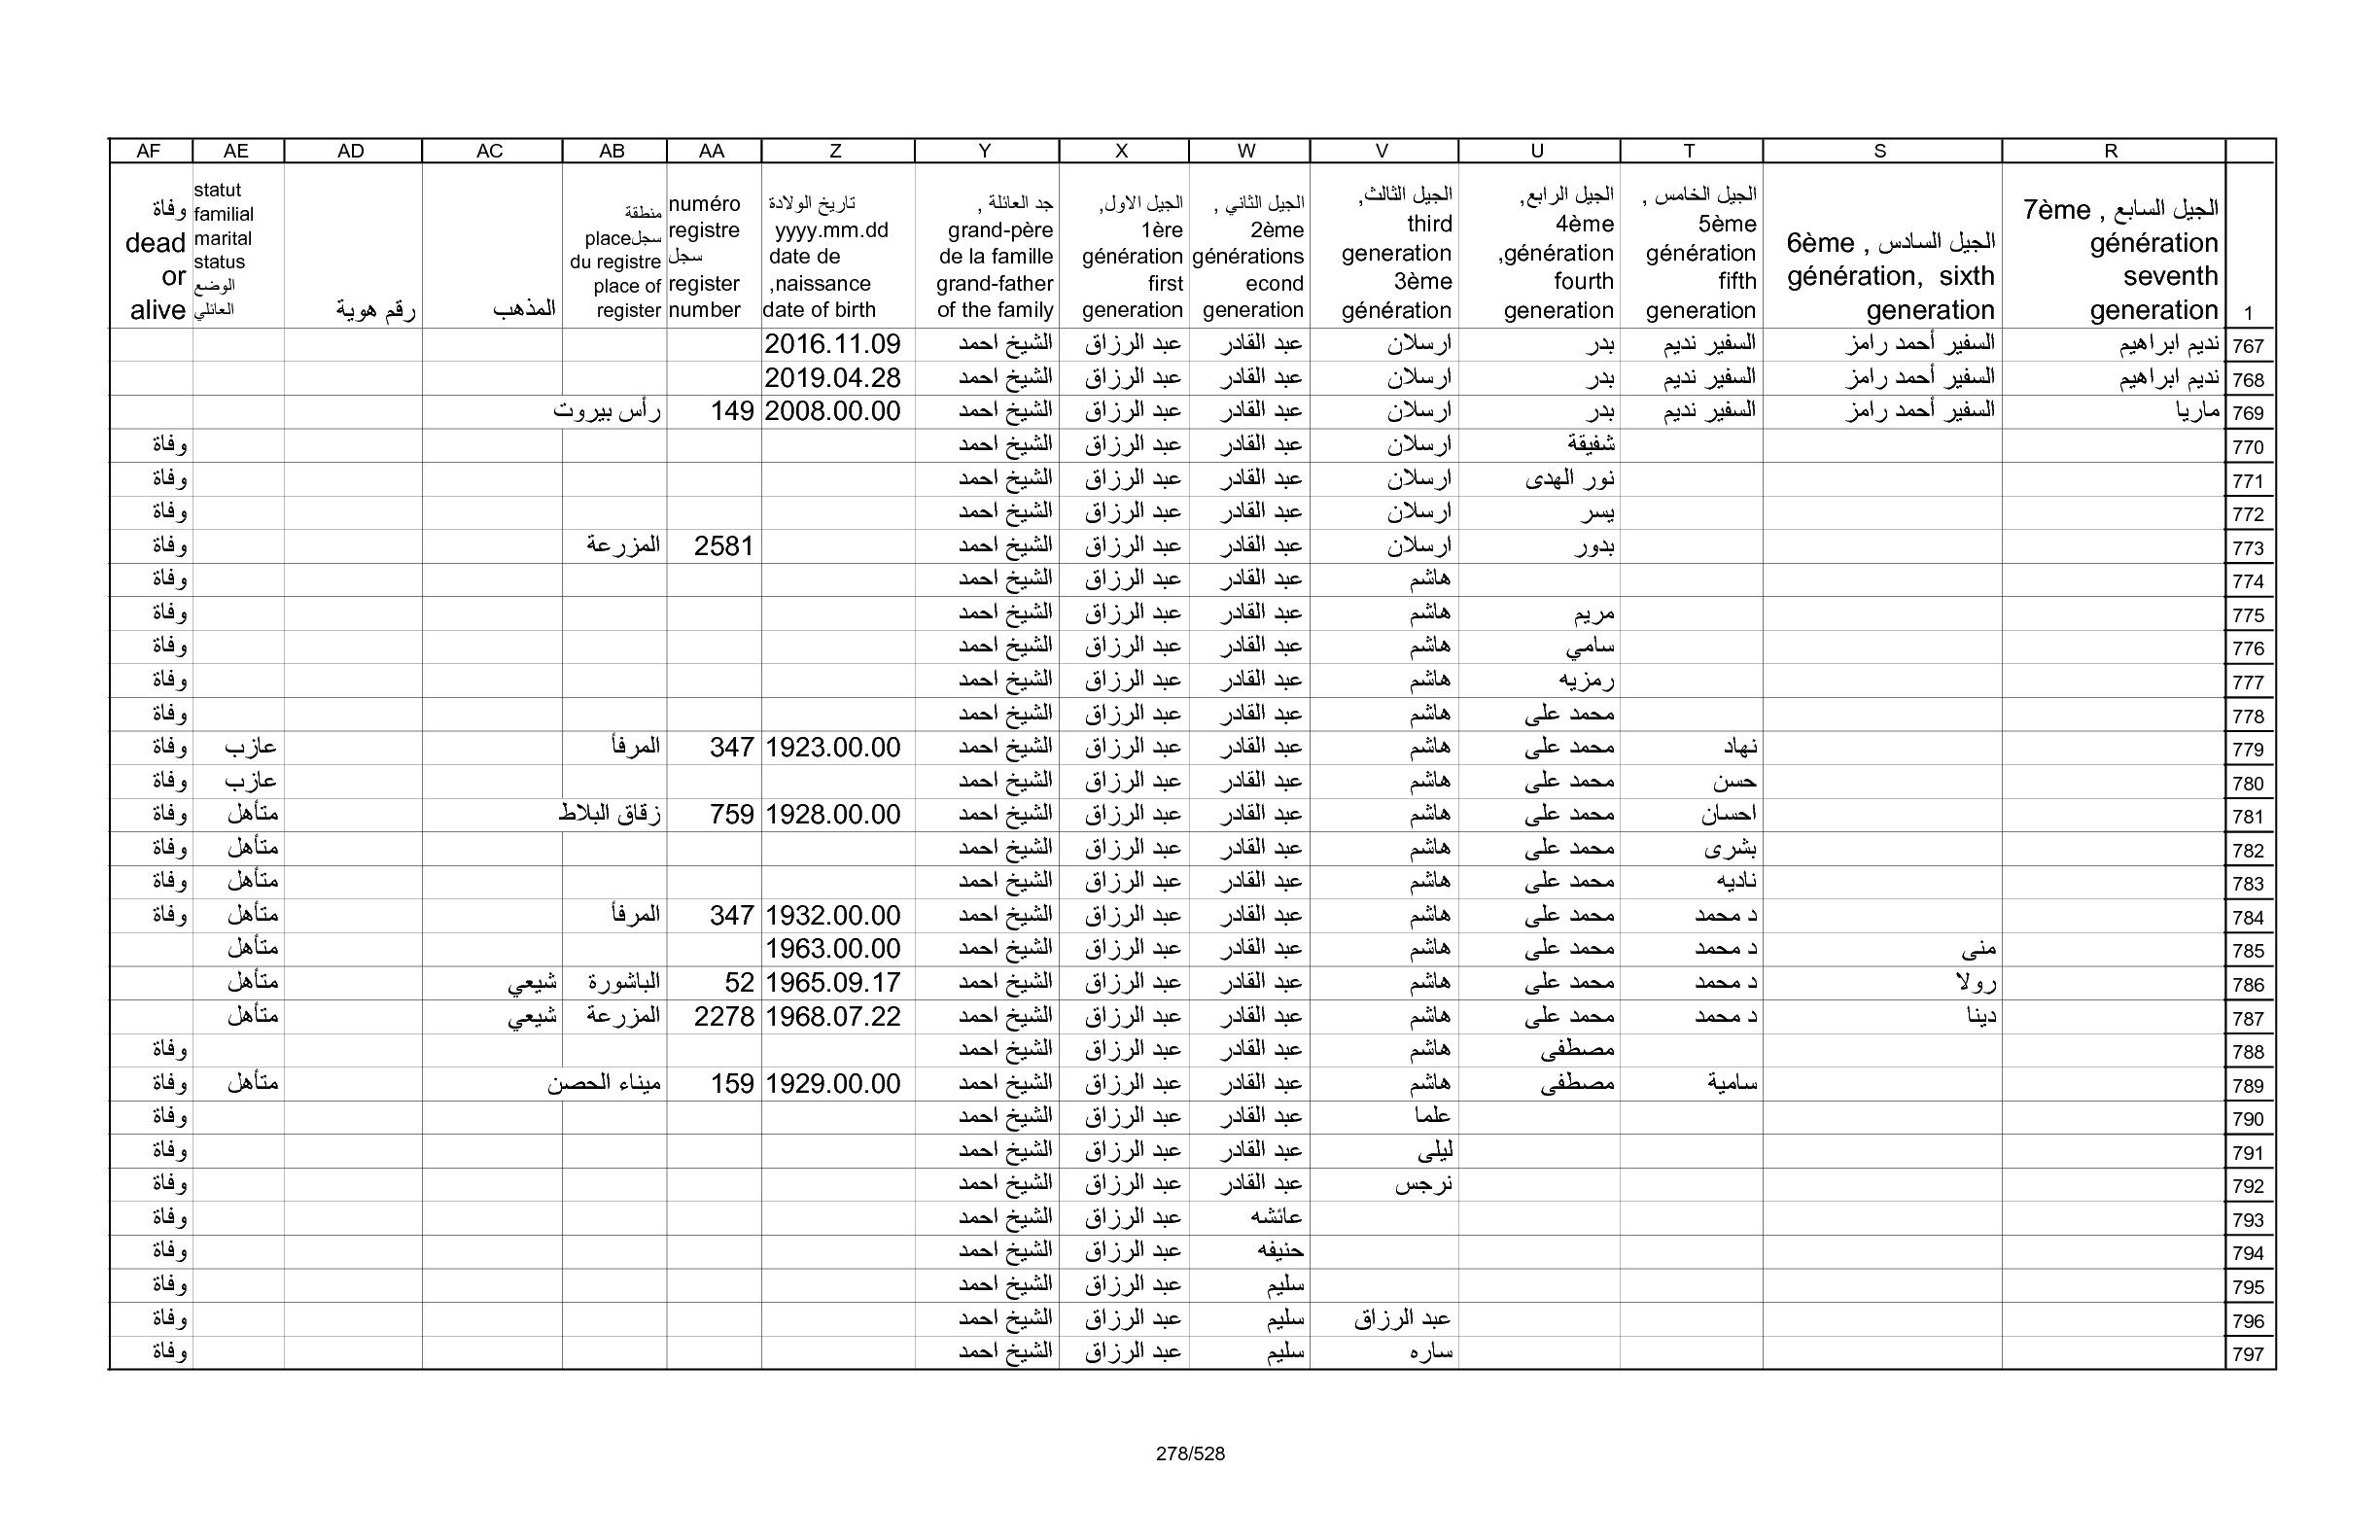 R S T U V W X Y Z AA AB AC AD AE AF
1
الجيل السابع , 7ème
génération
seventh
generation
الجيل السادس , 6ème
génération, sixth
generation
الجيل الخامس ,
5ème
génération
fifth
generation
الجيل الرابع,
4ème
génération,
fourth
generation
الجيل الثالث,
third
generation
3ème
génération
الجيل الثاني ,
2ème
générations
econd
generation
الجيل الاول,
1ère
génération
first
generation
جد العائلة ,
grand-père
de la famille
grand-father
of the family
تاريخ الولادة
yyyy.mm.dd
date de
naissance,
date of birth
numéro
registre
سجل
register
number
منطقة
سجلplace
du registre
place of
register
المذهب
رقم هوية
statut
familial
marital
status
الوضع
العائلي
وفاة
dead
or
alive
767 نديم ابراهيم السفير أحمد رامز السفير نديم بدر ارسلان عبد القادر عبد الرزاق الشيخ احمد 2016.11.09
768 نديم ابراهيم السفير أحمد رامز السفير نديم بدر ارسلان عبد القادر عبد الرزاق الشيخ احمد 2019.04.28
769 ماريا السفير أحمد رامز السفير نديم بدر ارسلان عبد القادر عبد الرزاق الشيخ احمد 2008.00.00 149 رأس بيروت
770 شفيقة ارسلان عبد القادر عبد الرزاق الشيخ احمد وفاة
771 نور الهدى ارسلان عبد القادر عبد الرزاق الشيخ احمد وفاة
772 يسر ارسلان عبد القادر عبد الرزاق الشيخ احمد وفاة
773 بدور ارسلان عبد القادر عبد الرزاق الشيخ احمد 2581 المزرعة وفاة
774 هاشم عبد القادر عبد الرزاق الشيخ احمد وفاة
775 مريم هاشم عبد القادر عبد الرزاق الشيخ احمد وفاة
776 سامي هاشم عبد القادر عبد الرزاق الشيخ احمد وفاة
777 رمزيه هاشم عبد القادر عبد الرزاق الشيخ احمد وفاة
778 محمد على هاشم عبد القادر عبد الرزاق الشيخ احمد وفاة
779 نهاد محمد على هاشم عبد القادر عبد الرزاق الشيخ احمد 1923.00.00 347 المرفأ عازب وفاة
780 حسن محمد على هاشم عبد القادر عبد الرزاق الشيخ احمد عازب وفاة
781 احسان محمد على هاشم عبد القادر عبد الرزاق الشيخ احمد 1928.00.00 759 زقاق البلاط متأهل وفاة
782 بشرى محمد على هاشم عبد القادر عبد الرزاق الشيخ احمد متأهل وفاة
783 ناديه محمد على هاشم عبد القادر عبد الرزاق الشيخ احمد متأهل وفاة
784 د محمد محمد على هاشم عبد القادر عبد الرزاق الشيخ احمد 1932.00.00 347 المرفأ متأهل وفاة
785 منى د محمد محمد على هاشم عبد القادر عبد الرزاق الشيخ احمد 1963.00.00 متأهل
786 رولا د محمد محمد على هاشم عبد القادر عبد الرزاق الشيخ احمد 1965.09.17 52 الباشورة شيعي متأهل
787 دينا د محمد محمد على هاشم عبد القادر عبد الرزاق الشيخ احمد 1968.07.22 2278 المزرعة شيعي متأهل
788 مصطفى هاشم عبد القادر عبد الرزاق الشيخ احمد وفاة
789 سامية مصطفى هاشم عبد القادر عبد الرزاق الشيخ احمد 1929.00.00 159 ميناء الحصن متأهل وفاة
790 علما عبد القادر عبد الرزاق الشيخ احمد وفاة
791 ليلى عبد القادر عبد الرزاق الشيخ احمد وفاة
792 نرجس عبد القادر عبد الرزاق الشيخ احمد وفاة
793 عائشه عبد الرزاق الشيخ احمد وفاة
794 حنيفه عبد الرزاق الشيخ احمد وفاة
795 سليم عبد الرزاق الشيخ احمد وفاة
796 عبد الرزاق سليم عبد الرزاق الشيخ احمد وفاة
797 ساره سليم عبد الرزاق الشيخ احمد وفاة
278/528